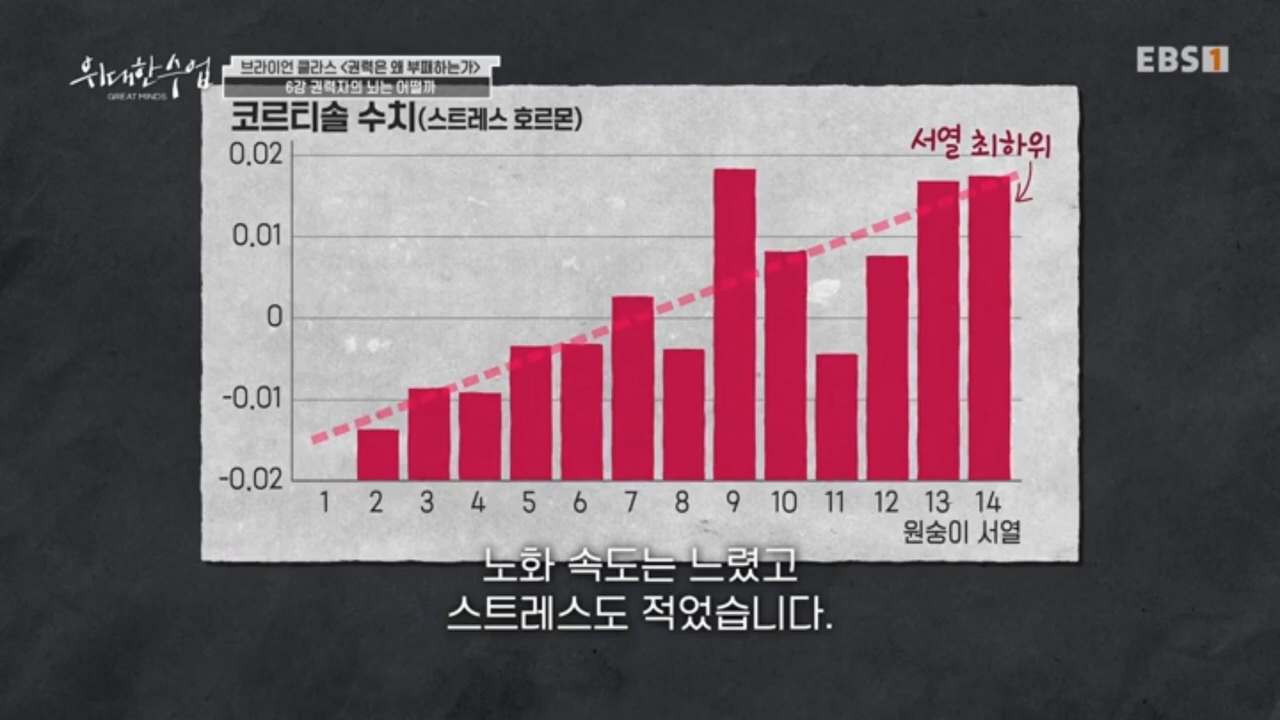 위대한 수업
GREAT MINDS
브라이언 클라스 <권력은 왜 부패하는가>
6강 권력자의 뇌는 어떨까
EBS1
코르티솔 수치(스트레스 호르몬)
서열 최하위
0.02
0.01
0
-0.01
-0.02
1 2 3 4 5 6 7 8 9 10 11 12 13 14
원숭이 서열
노화 속도는 느렸고
스트레스도 적었습니다.